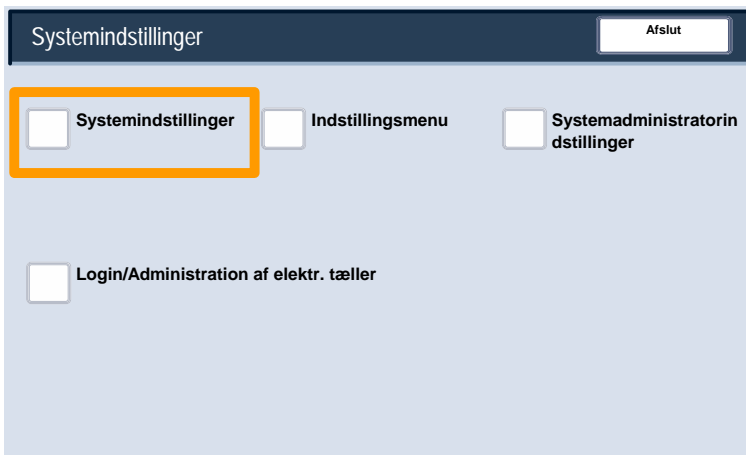 Systemindstillinger
Afslut
Systemindstillinger
Indstillingsmenu
Systemadministratorin
dstillinger
Login/Administration af elektr. tæller